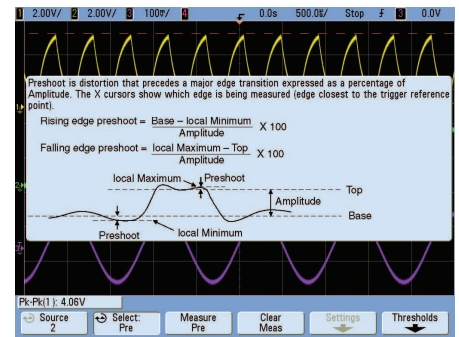 1 2.00V/ 2 2.00V/ 3 100▽/ 4 0.0s 500.0%/ Stop 3 0.0V
Preshoot is distortion that precedes a major edge transition expressed as a percentage of
Amplitude. The X cursors show which edge is being measured (edge closest to the trigger reference
point).
Rising edge preshoot = Base – local Minimum
Amplitude X 100
Falling edge preshoot = local Maximum – Top
Amplitude X 100
local Maximum Preshoot
Top
Amplitude
Base
Preshoot local Minimum
Pk-Pk(1): 4.06V
Source
2
Select:
Pre
Measure
Pre
Clear
Meas
Settings
Thresholds